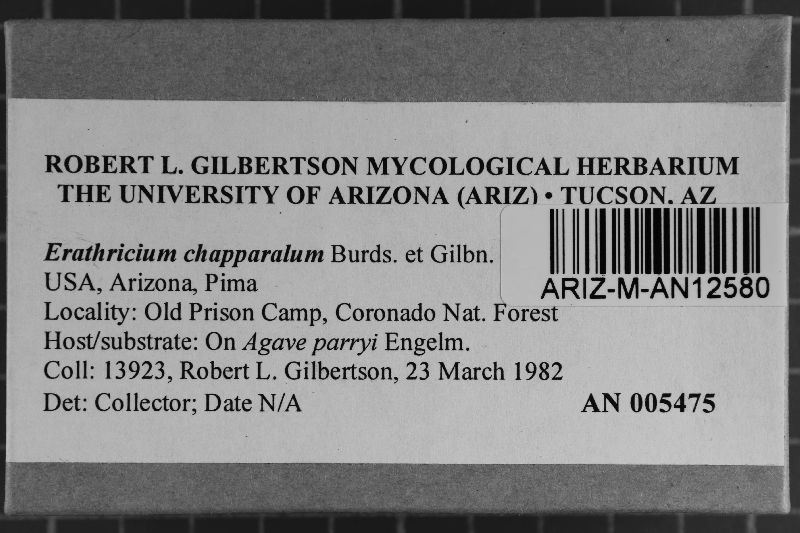 ROBERT L. GILBERTSON MYCOLOGICAL HERBARIUM
THE UNIVERSITY OF ARIZONA (ARIZ) • TUCSON, AZ
Erathricium chapparalum Burds. et Gilbn.
ARIZ-M-AN12580
USA, Arizona, Pima
Locality: Old Prison Camp, Coronado Nat. Forest
Host/substrate: On Agave parryi Engelm.
Coll: 13923, Robert L. Gilbertson, 23 March 1982
Det: Collector; Date N/A AN 005475